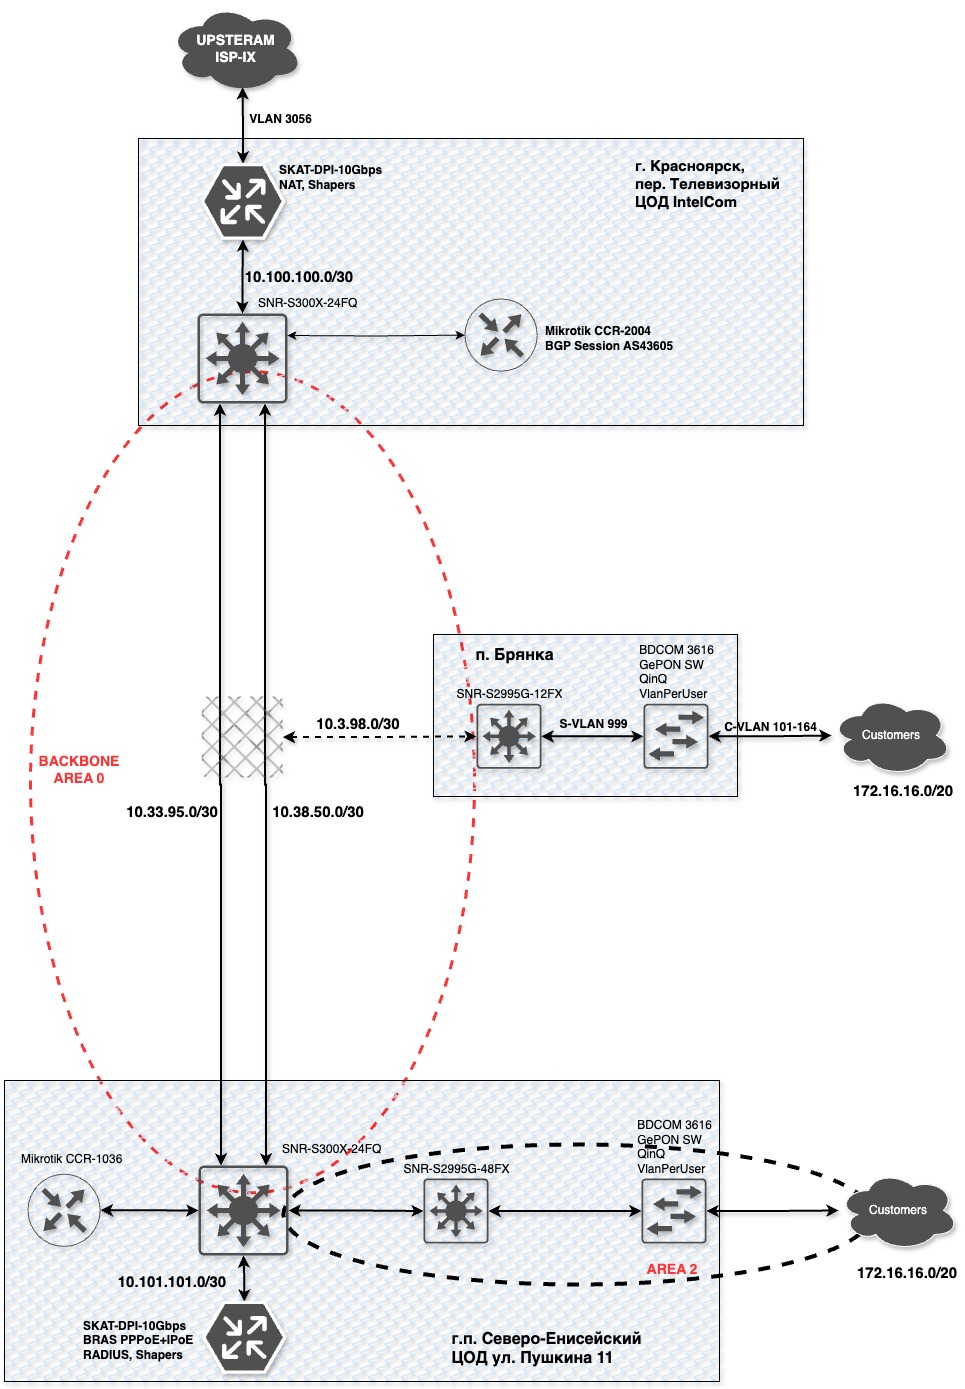 UPSTERAM
ISP-IX
VLAN 3056
SKAT-DPI-10Gbps
NAT, Shapers
г. Красноярск,
пер. Телевизорный
ЦОД IntelCom
10.100.100.0/30
SNR-S300X-24FQ
Mikrotik CCR-2004
BGP Session AS43605
п. Брянка
BDCOM 3616
GePON SW
QinQ
VlanPerUser
SNR-S2995G-12FX
10.3.98.0/30
S-VLAN 999
C-VLAN 101-164
Customers
172.16.16.0/20
BACKBONE
AREA 0
10.33.95.0/30
10.38.50.0/30
BDCOM 3616
GePON SW
QinQ
VlanPerUser
SNR-S300X-24FQ
Mikrotik CCR-1036
SNR-S2995G-48FX
Customers
AREA 2
172.16.16.0/20
10.101.101.0/30
SKAT-DPI-10Gbps
BRAS PPPoE+IPoE
RADIUS, Shapers
г.п. Северо-Енисейский
ЦОД ул. Пушкина 11